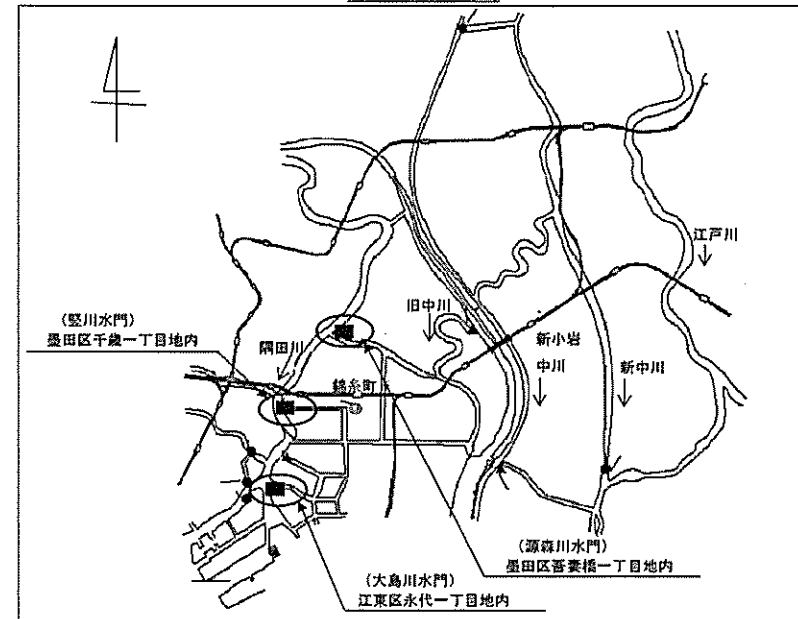 江戸川
(竪川水門)
墨田区千歳一丁目地内
隅田川
旧中川
新小岩
中川
新中川
錦糸町
(源森川水門)
墨田区吾妻橋一丁目地内
(大島川水門)
江東区永代一丁目地内